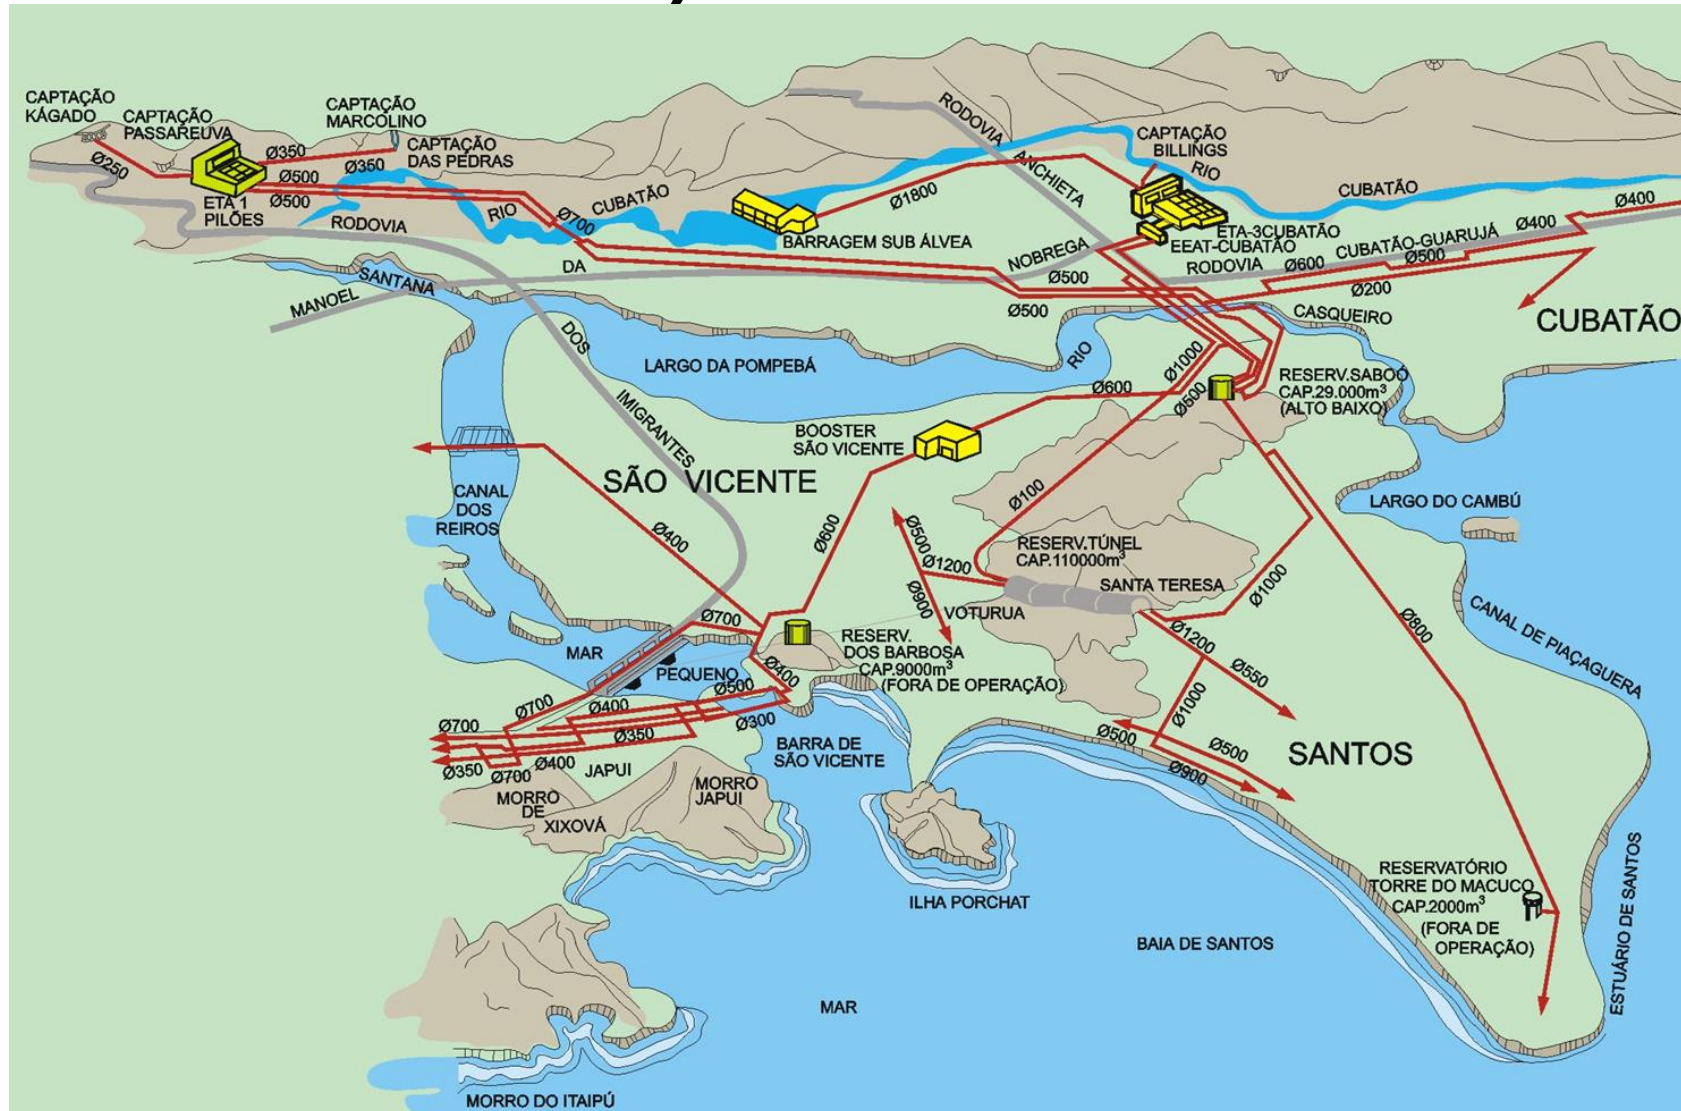 CAPTAÇÃO
KÁGADO
CAPTAÇÃO
PASSAREUVA
CAPTAÇÃO
MARCOLINO
CAPTAÇÃO
DAS PEDRAS
Ø250
Ø350
Ø350
Ø500
Ø500
ETA 1
PILÕES
RODOVIA
RIO
Ø700
CUBATÃO
BARRAGEM SUB ÁLVEA
Ø1800
RODOVIA
ANCHIETA
CAPTAÇÃO
BILLINGS
RIO
CUBATÃO
ETA-3CUBATÃO
EEAT-CUBATÃO
Ø400
Ø400
CUBATÃO-GUARUJÁ
Ø500
Ø600
RODOVIA
Ø200
NOBREGA
DA
MANOEL
SANTANA
Ø500
Ø500
CASQUEIRO
CUBATÃO
DOS
IMIGRANTES
LARGO DA POMPEBÁ
RIO
Ø1000
Ø600
Ø500
RESERV.SABOÓ
CAP.29.000m³
(ALTO BAIXO)
BOOSTER
SÃO VICENTE
SÃO VICENTE
CANAL
DOS
REIROS
Ø400
Ø600
Ø100
LARGO DO CAMBÚ
Ø500
Ø1200
Ø900
RESERV.TÚNEL
CAP.110000m³
SANTA TERESA
VOTURUA
Ø1000
Ø800
CANAL DE PIAÇAGUERA
Ø1200
Ø550
Ø1000
Ø700
MAR
PEQUENO
RESERV.
DOS BARBOSA
CAP.9000m³
(FORA DE OPERAÇÃO)
Ø400
Ø500
Ø400
Ø700
Ø700
Ø300
Ø350
Ø400
Ø350
Ø700
JAPUI
BARRA DE
SÃO VICENTE
Ø500
Ø500
Ø900
SANTOS
MORRO
DE
XIXOVÁ
MORRO
JAPUI
ILHA PORCHAT
RESERVATÓRIO
TORRE DO MACUCO
CAP.2000m³
(FORA DE
OPERAÇÃO)
ESTUÁRIO DE SANTOS
BAIA DE SANTOS
MAR
MORRO DO ITAIPÚ